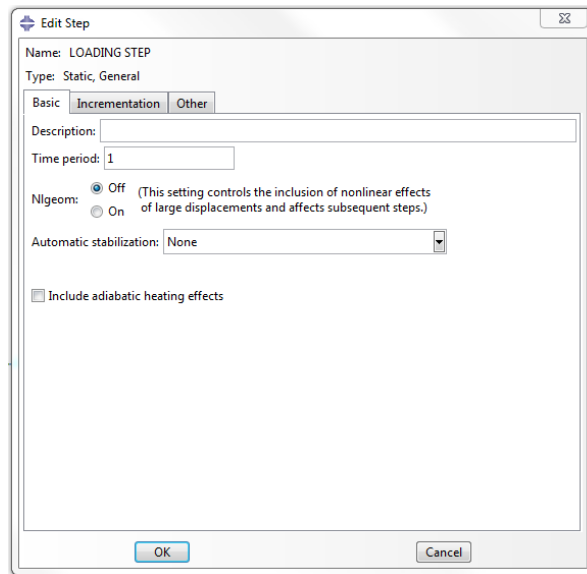 Edit Step
Name: LOADING STEP
Type: Static, General
Basic Incrementation Other
Description:
Time period: 1
Nlgeom: Off (This setting controls the inclusion of nonlinear effects
On of large displacements and affects subsequent steps.)
Automatic stabilization: None
Include adiabatic heating effects
OK Cancel